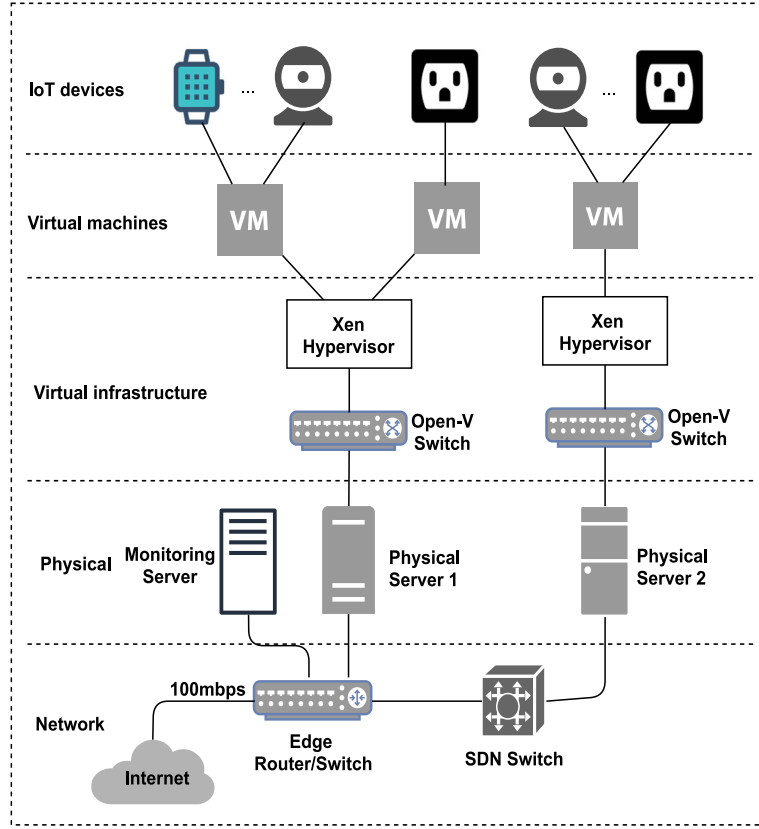 IoT devices
...
...
Virtual machines
VM
VM
VM
Xen
Hypervisor
Xen
Hypervisor
Virtual infrastructure
Open-V
Switch
Open-V
Switch
Physical
Monitoring
Server
Physical
Server 1
Physical
Server 2
100mbps
Network
Internet
Edge
Router/Switch
SDN Switch